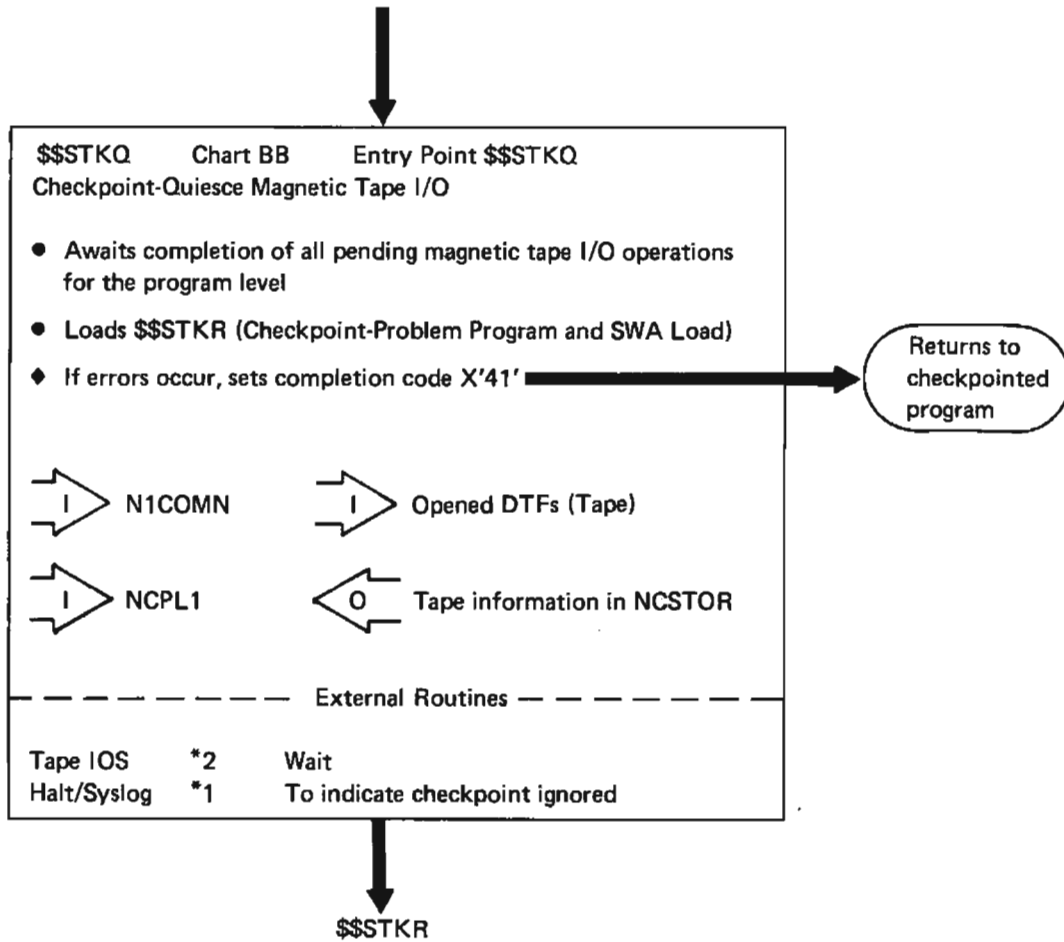 $$STKQ Chart BB Entry Point $$STKQ
Checkpoint-Quiesce Magnetic Tape I/O
● Awaits completion of all pending magnetic tape I/O operations
for the program level
● Loads $$STKR (Checkpoint-Problem Program and SWA Load)
♦ If errors occur, sets completion code X'41'
Returns to
checkpointed
program
I N1COMN I Opened DTFs (Tape)
I NCPL1 O Tape information in NCSTOR
External Routines
Tape IOS *2 Wait
Halt/Syslog *1 To indicate checkpoint ignored
$$STKR